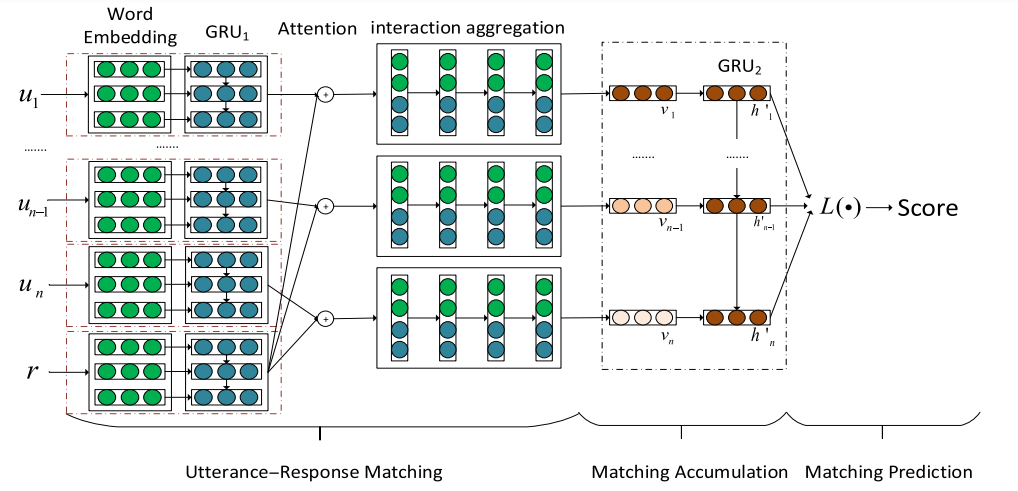 Word
Embedding
GRU1
Attention
interaction aggregation
GRU2
u1
v1
h'1
.......
.......
.......
.......
un−1
vn−1
h'n−1
L(•)
Score
un
vn
h'n
r
Utterance−Response Matching
Matching Accumulation
Matching Prediction